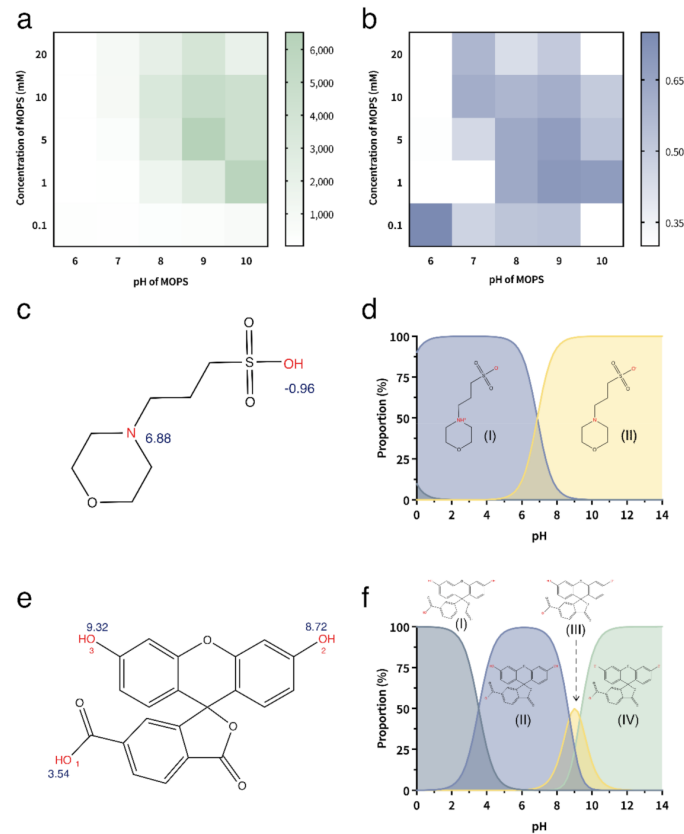 a
b
Concentration of MOPS (mM)
20
10
5
1
0.1
6 7 8 9 10
pH of MOPS
6,000
5,000
4,000
3,000
2,000
1,000
Concentration of MOPS (mM)
20
10
5
1
0.1
6 7 8 9 10
pH of MOPS
0.65
0.50
0.35
c
d
O
S
OH
O
-0.96
N
6.88
O
Proportion (%)
100
75
50
25
0
(I)
(II)
0 2 4 6 8 10 12 14
pH
e
f
9.32
8.72
HO
3
O
OH
2
O
O
O
HO
1
3.54
O
Proportion (%)
100
75
50
25
0
(I)
(III)
(II)
(IV)
0 2 4 6 8 10 12 14
pH